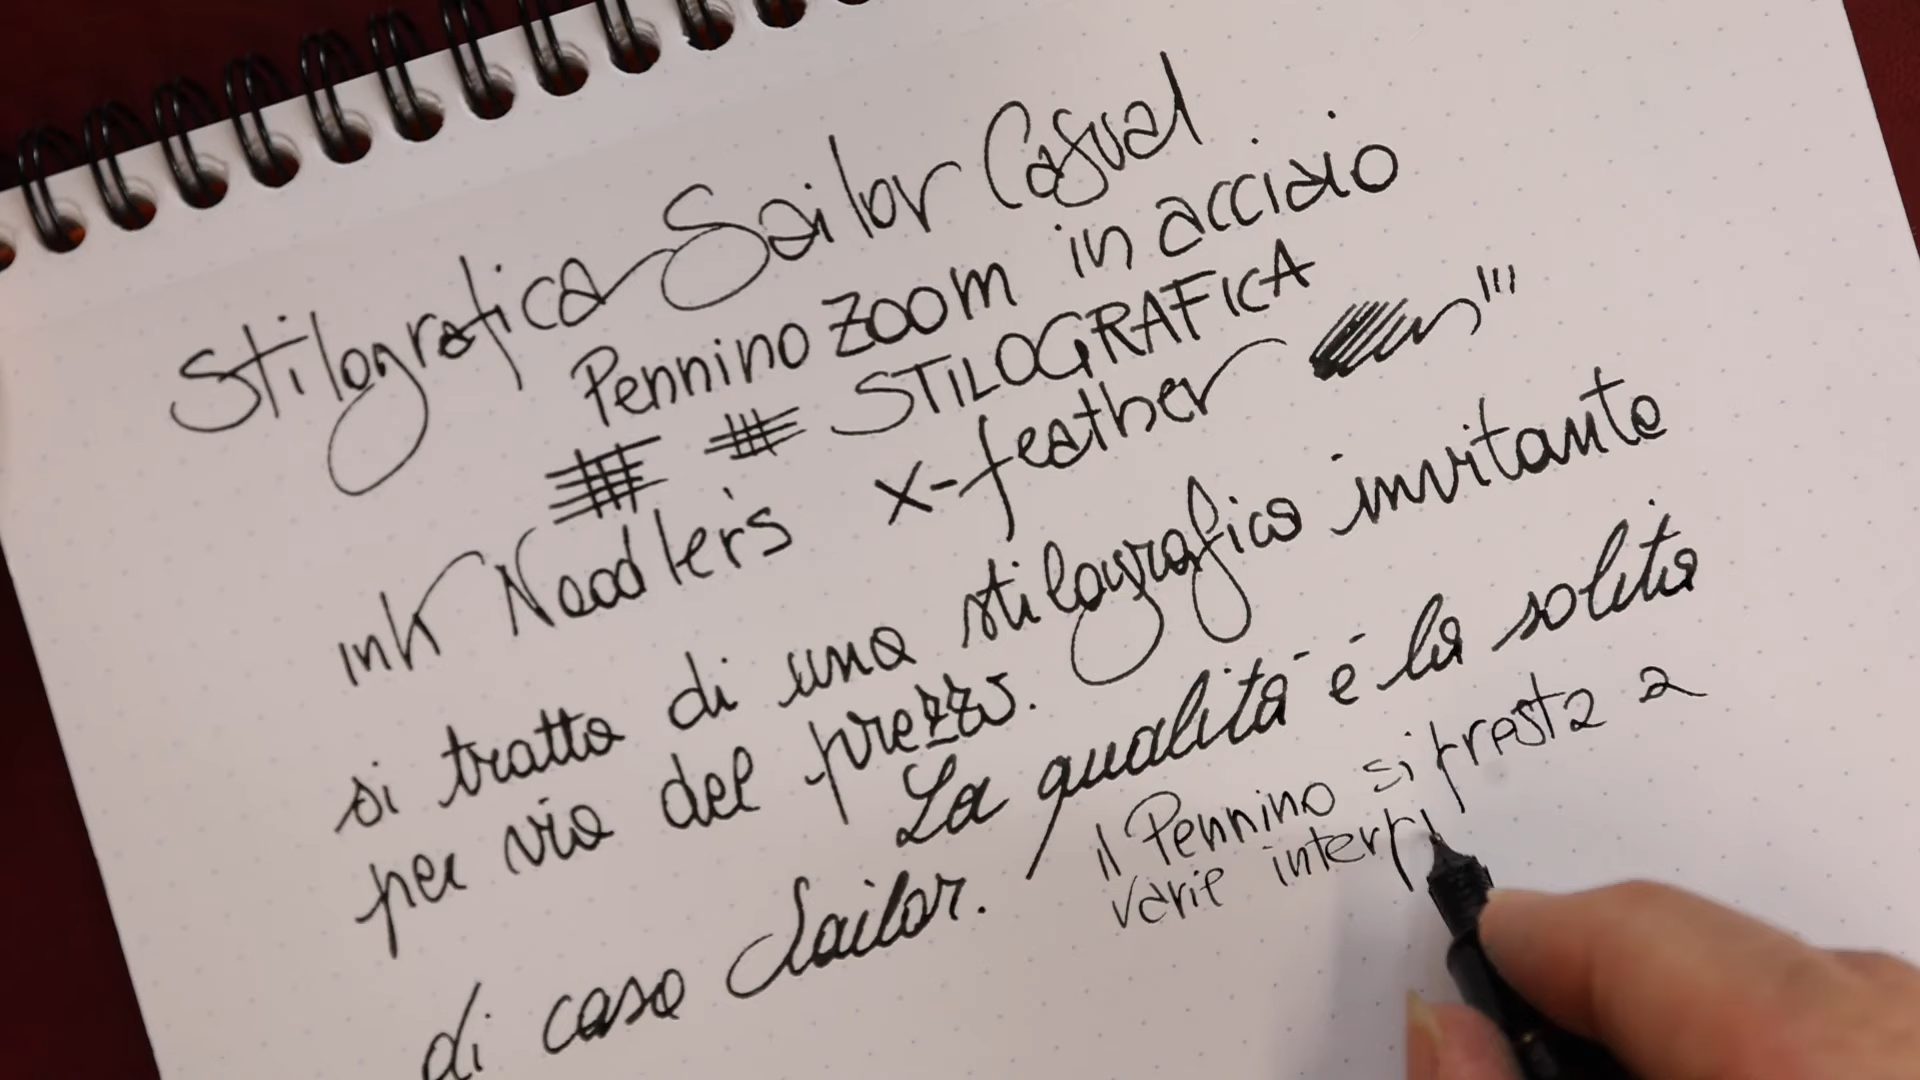 Stilografica Sailor Casual
Pennino zoom in acciaio
STILOGRAFICA
ink Noodler's x-feather
si tratta di una stilografica invitante
per via del prezzo.
La qualità è la solita
di casa Sailor.
il Pennino si presta a
varie interp